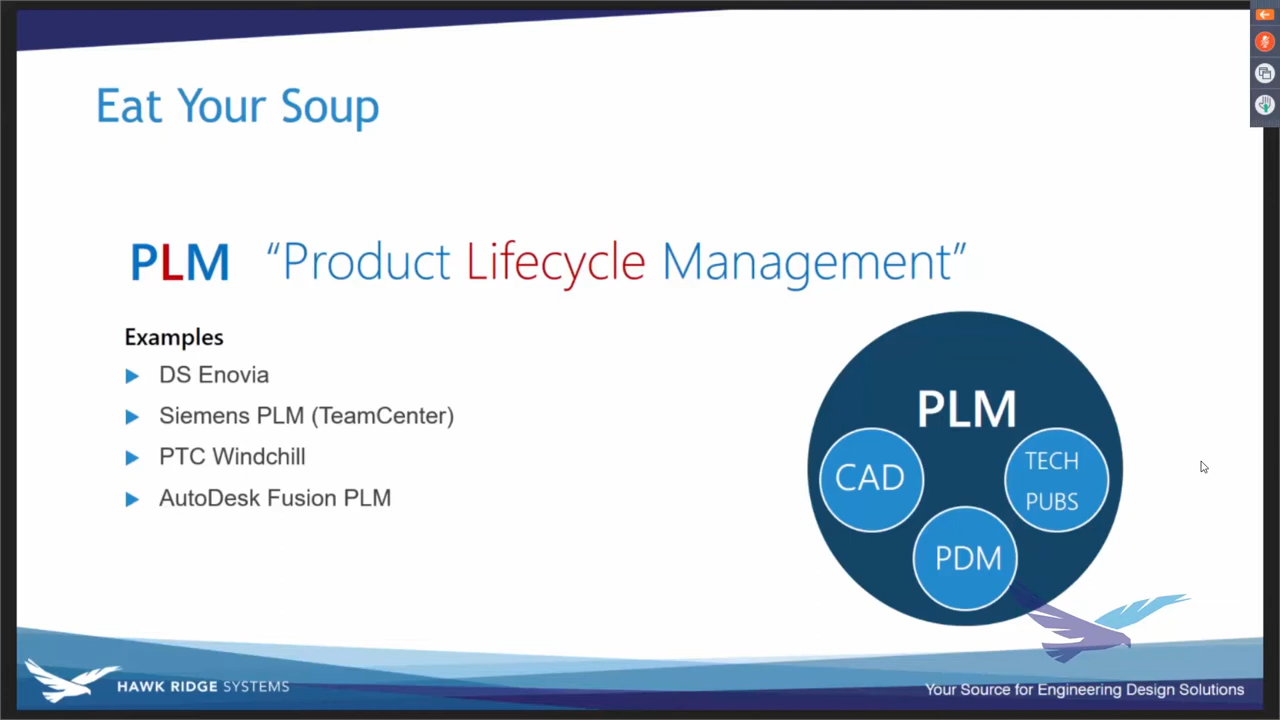 Eat Your Soup
PLM “Product Lifecycle Management”
Examples
DS Enovia
Siemens PLM (TeamCenter)
PTC Windchill
AutoDesk Fusion PLM
PLM
CAD
TECH
PUBS
PDM
HAWK RIDGE SYSTEMS
Your Source for Engineering Design Solutions